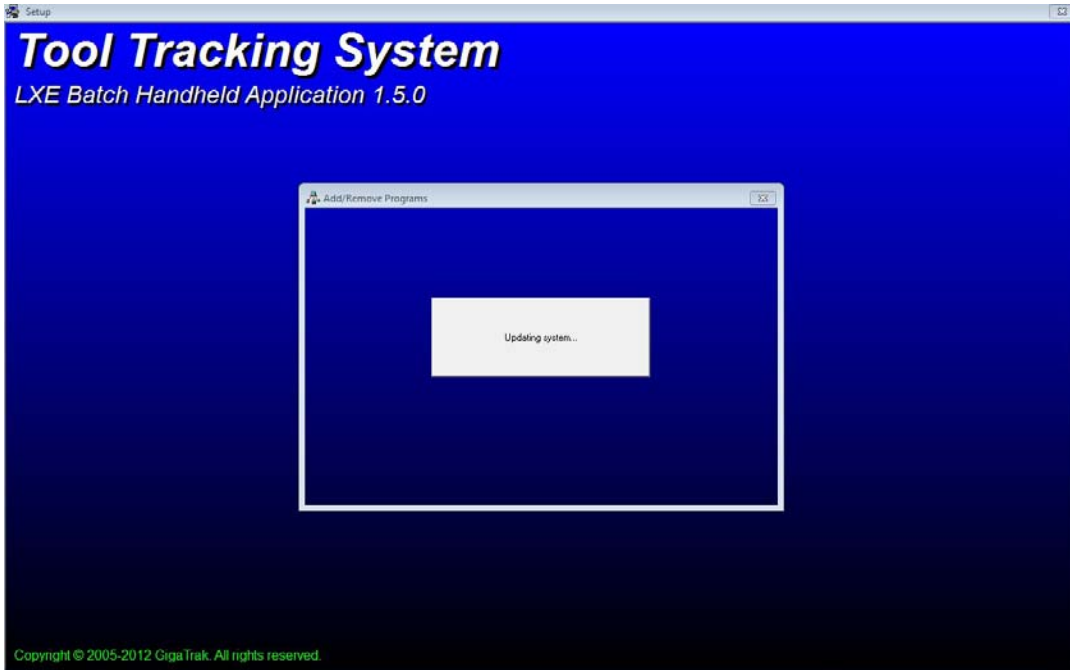 Setup
Tool Tracking System
LXE Batch Handheld Application 1.5.0
Add/Remove Programs
Updating system...
Copyright © 2005-2012 GigaTrak. All rights reserved.